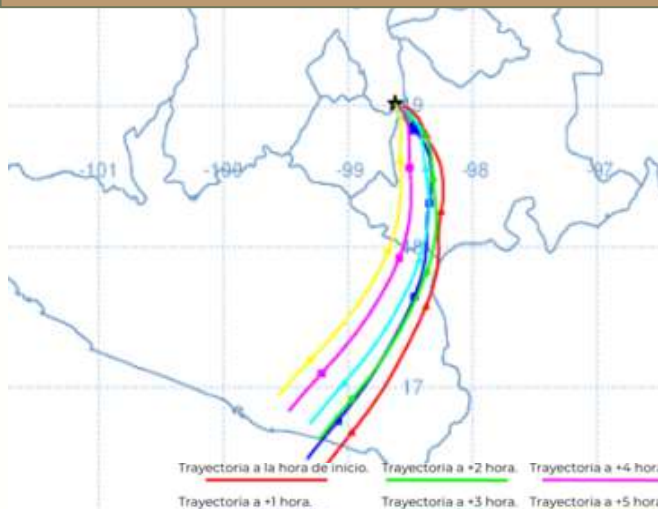 19
-101 -100 -99 -98 -97
18
17
Trayectoria a la hora de inicio. Trayectoria a +2 hora. Trayectoria a +4 hora
Trayectoria a +1 hora. Trayectoria a +3 hora. Trayectoria a +5 hora